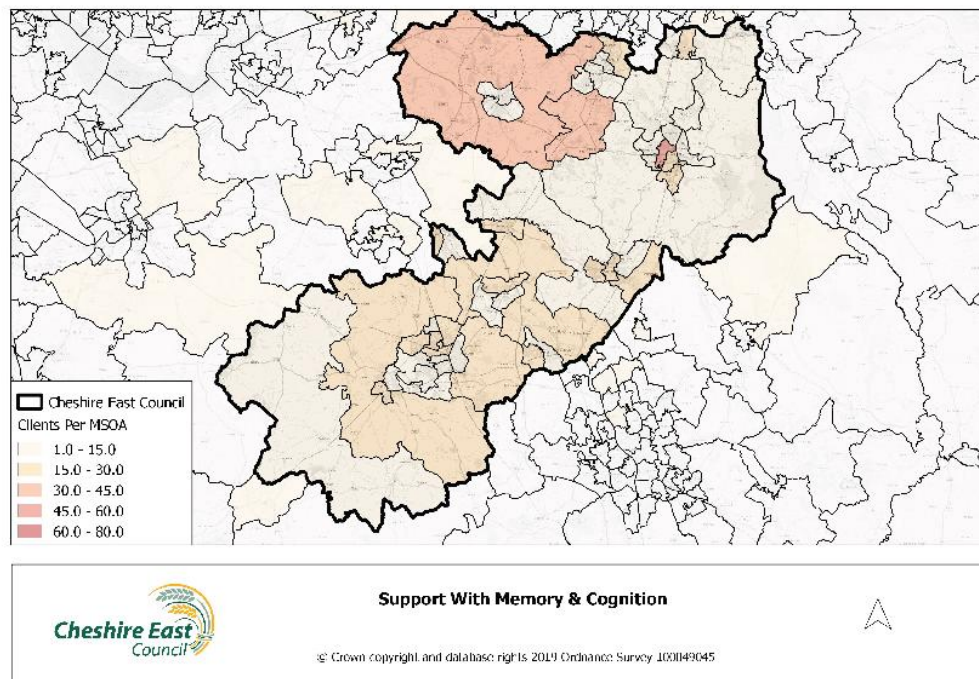 Cheshire East Council
Clients Per MSOA
1.0 - 15.0
15.0 - 30.0
30.0 - 45.0
45.0 - 60.0
60.0 - 80.0
Cheshire East
Council
Support With Memory & Cognition
© Crown copyright and database rights 2019 Ordnance Survey 100049045